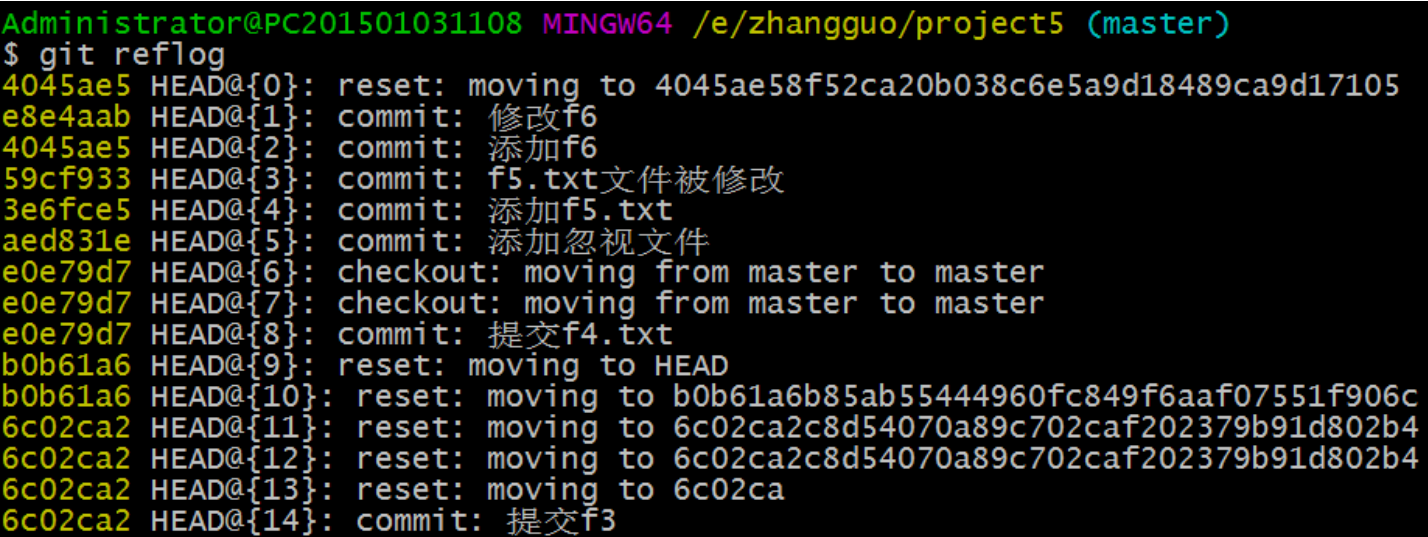 Administrator@PC201501031108 MINGW64 /e/zhangguo/project5 (master)
$ git reflog
4045ae5 HEAD@{0}: reset: moving to 4045ae58f52ca20b038c6e5a9d18489ca9d17105
e8e4aab HEAD@{1}: commit: 修改f6
4045ae5 HEAD@{2}: commit: 添加f6
59cf933 HEAD@{3}: commit: f5.txt文件被修改
3e6fce5 HEAD@{4}: commit: 添加f5.txt
aed831e HEAD@{5}: commit: 添加忽视文件
e0e79d7 HEAD@{6}: checkout: moving from master to master
e0e79d7 HEAD@{7}: checkout: moving from master to master
e0e79d7 HEAD@{8}: commit: 提交f4.txt
b0b61a6 HEAD@{9}: reset: moving to HEAD
b0b61a6 HEAD@{10}: reset: moving to b0b61a6b85ab55444960fc849f6aaf07551f906c
6c02ca2 HEAD@{11}: reset: moving to 6c02ca2c8d54070a89c702caf202379b91d802b4
6c02ca2 HEAD@{12}: reset: moving to 6c02ca2c8d54070a89c702caf202379b91d802b4
6c02ca2 HEAD@{13}: reset: moving to 6c02ca
6c02ca2 HEAD@{14}: commit: 提交f3